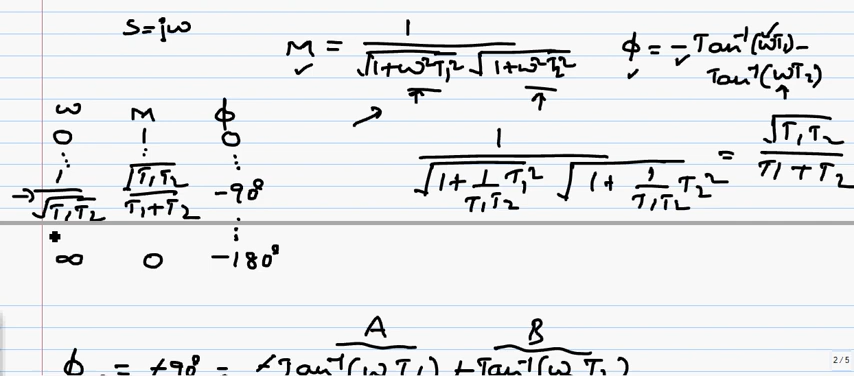 S=jω
M = 1 / (√(1+ω²T₁²) √(1+ω²T₂²))
ϕ = -Tan⁻¹(ωT₁) -
Tan⁻¹(ωT₂)
ω M ϕ
0 1 0
1/√(T₁T₂) √(T₁T₂)/(T₁+T₂) -90°
∞ 0 -180°
1 / (√(1 + 1/(T₁T₂) T₁²) √(1 + 1/(T₁T₂) T₂²)) = √(T₁T₂)/(T₁+T₂)
A B
ϕ = +90° = +Tan⁻¹(ωT₁) + Tan⁻¹(ωT₂)
2/5